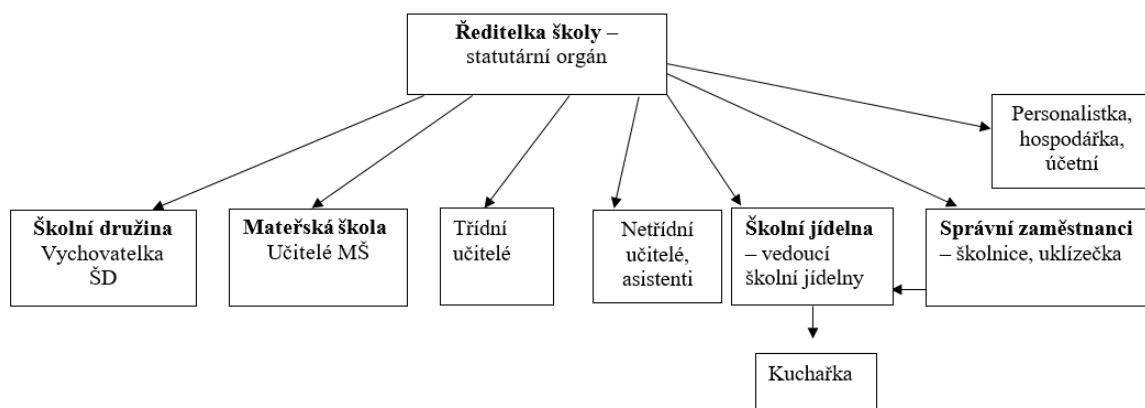 Ředitelka školy –
statutární orgán
Personalistka,
hospodářka,
účetní
Školní družina
Vychovatelka
ŠD
Mateřská škola
Učitelé MŠ
Třídní
učitelé
Netřídní
učitelé,
asistenti
Školní jídelna
– vedoucí
školní jídelny
Správní zaměstnanci
– školnice, uklízečka
Kuchařka